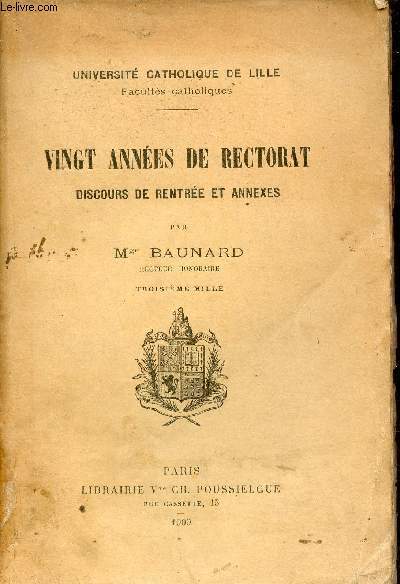 Le-livre.com
UNIVERSITÉ CATHOLIQUE DE LILLE
Facultés catholiques
VINGT ANNÉES DE RECTORAT
DISCOURS DE RENTRÉE ET ANNEXES
PAR
Mgr BAUNARD
RECTEUR HONORAIRE
TROISIÈME MILLE
PARIS
LIBRAIRIE Vve CH. POUSSIELGUE
RUE CASSETTE, 15